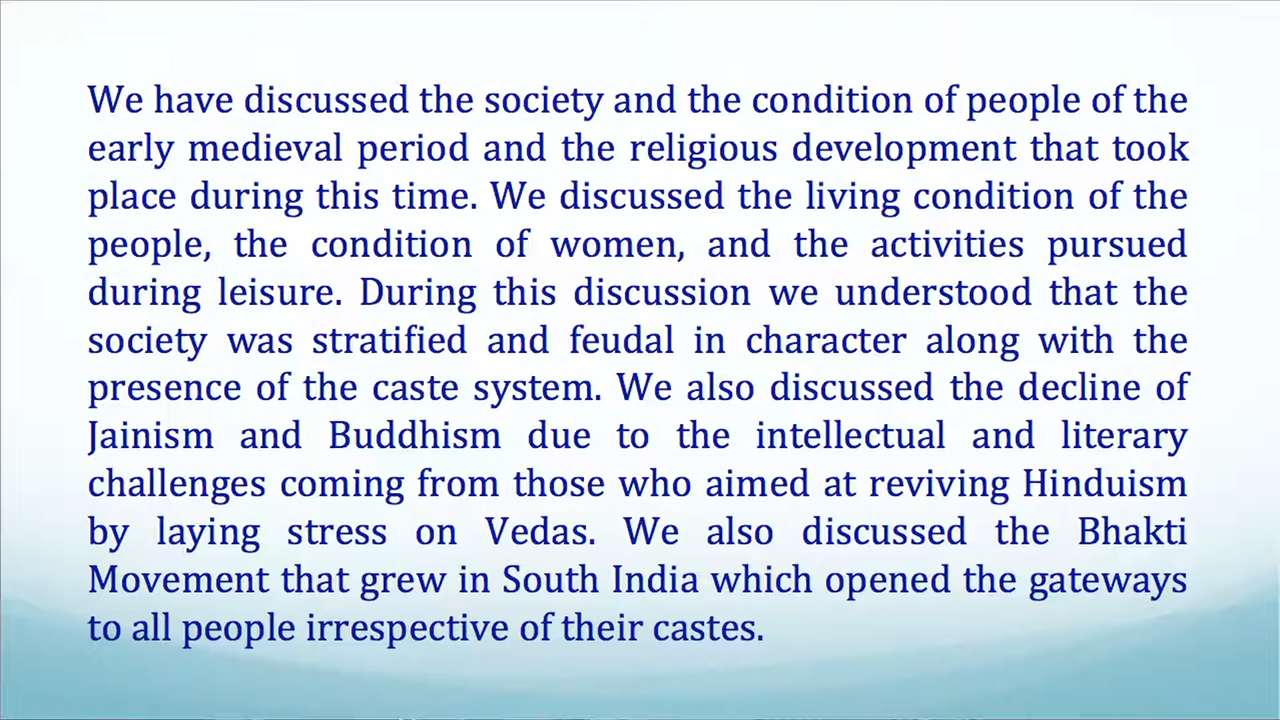 We have discussed the society and the condition of people of the
early medieval period and the religious development that took
place during this time. We discussed the living condition of the
people, the condition of women, and the activities pursued
during leisure. During this discussion we understood that the
society was stratified and feudal in character along with the
presence of the caste system. We also discussed the decline of
Jainism and Buddhism due to the intellectual and literary
challenges coming from those who aimed at reviving Hinduism
by laying stress on Vedas. We also discussed the Bhakti
Movement that grew in South India which opened the gateways
to all people irrespective of their castes.